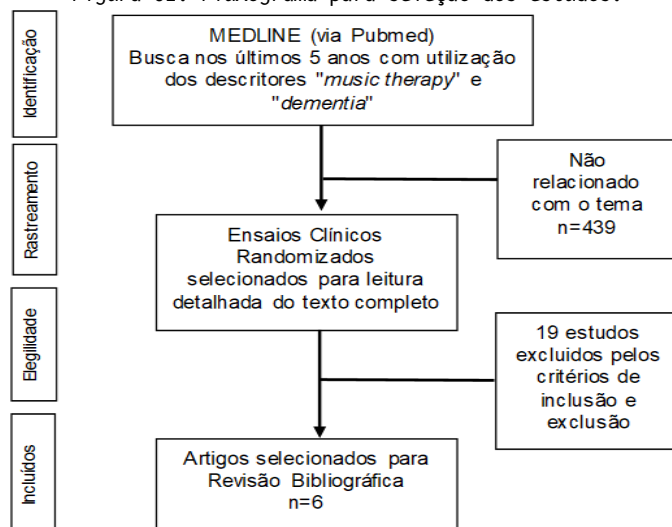 MEDLINE (via Pubmed)
Busca nos últimos 5 anos com utilização
dos descritores "music therapy" e
"dementia"
Identificação
Não
relacionado
com o tema
n=439
Rastreamento
Ensaios Clínicos
Randomizados
selecionados para leitura
detalhada do texto completo
19 estudos
excluidos pelos
critérios de
inclusão e
exclusão
Elegilidade
Artigos selecionados para
Revisão Bibliográfica
n=6
Incluídos